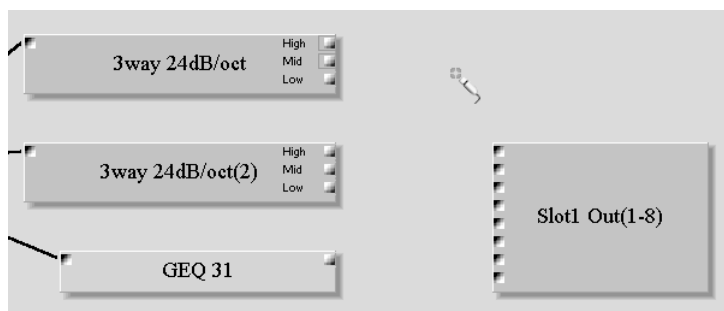 3way 24dB/oct
High
Mid
Low
3way 24dB/oct(2)
High
Mid
Low
Slot1 Out(1-8)
GEQ 31